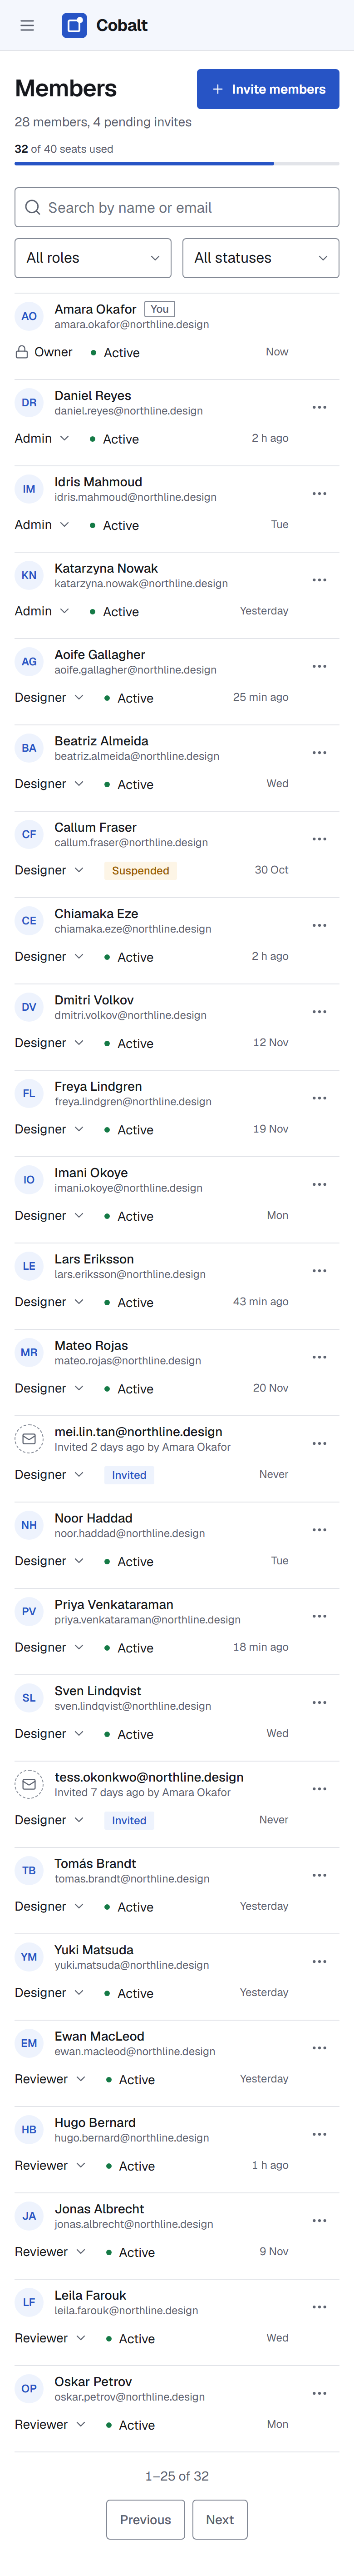 Cobalt
Members
+ Invite members
28 members, 4 pending invites
32 of 40 seats used
Search by name or email
All roles
All statuses
AO
Amara Okafor You
amara.okafor@northline.design
Owner Active Now
DR
Daniel Reyes
daniel.reyes@northline.design
Admin Active 2 h ago
IM
Idris Mahmoud
idris.mahmoud@northline.design
Admin Active Tue
KN
Katarzyna Nowak
katarzyna.nowak@northline.design
Admin Active Yesterday
AG
Aoife Gallagher
aoife.gallagher@northline.design
Designer Active 25 min ago
BA
Beatriz Almeida
beatriz.almeida@northline.design
Designer Active Wed
CF
Callum Fraser
callum.fraser@northline.design
Designer Suspended 30 Oct
CE
Chiamaka Eze
chiamaka.eze@northline.design
Designer Active 2 h ago
DV
Dmitri Volkov
dmitri.volkov@northline.design
Designer Active 12 Nov
FL
Freya Lindgren
freya.lindgren@northline.design
Designer Active 19 Nov
IO
Imani Okoye
imani.okoye@northline.design
Designer Active Mon
LE
Lars Eriksson
lars.eriksson@northline.design
Designer Active 43 min ago
MR
Mateo Rojas
mateo.rojas@northline.design
Designer Active 20 Nov
mei.lin.tan@northline.design
Invited 2 days ago by Amara Okafor
Designer Invited Never
NH
Noor Haddad
noor.haddad@northline.design
Designer Active Tue
PV
Priya Venkataraman
priya.venkataraman@northline.design
Designer Active 18 min ago
SL
Sven Lindqvist
sven.lindqvist@northline.design
Designer Active Wed
tess.okonkwo@northline.design
Invited 7 days ago by Amara Okafor
Designer Invited Never
TB
Tomás Brandt
tomas.brandt@northline.design
Designer Active Yesterday
YM
Yuki Matsuda
yuki.matsuda@northline.design
Designer Active Yesterday
EM
Ewan MacLeod
ewan.macleod@northline.design
Reviewer Active Yesterday
HB
Hugo Bernard
hugo.bernard@northline.design
Reviewer Active 1 h ago
JA
Jonas Albrecht
jonas.albrecht@northline.design
Reviewer Active 9 Nov
LF
Leila Farouk
leila.farouk@northline.design
Reviewer Active Wed
OP
Oskar Petrov
oskar.petrov@northline.design
Reviewer Active Mon
1–25 of 32
Previous Next